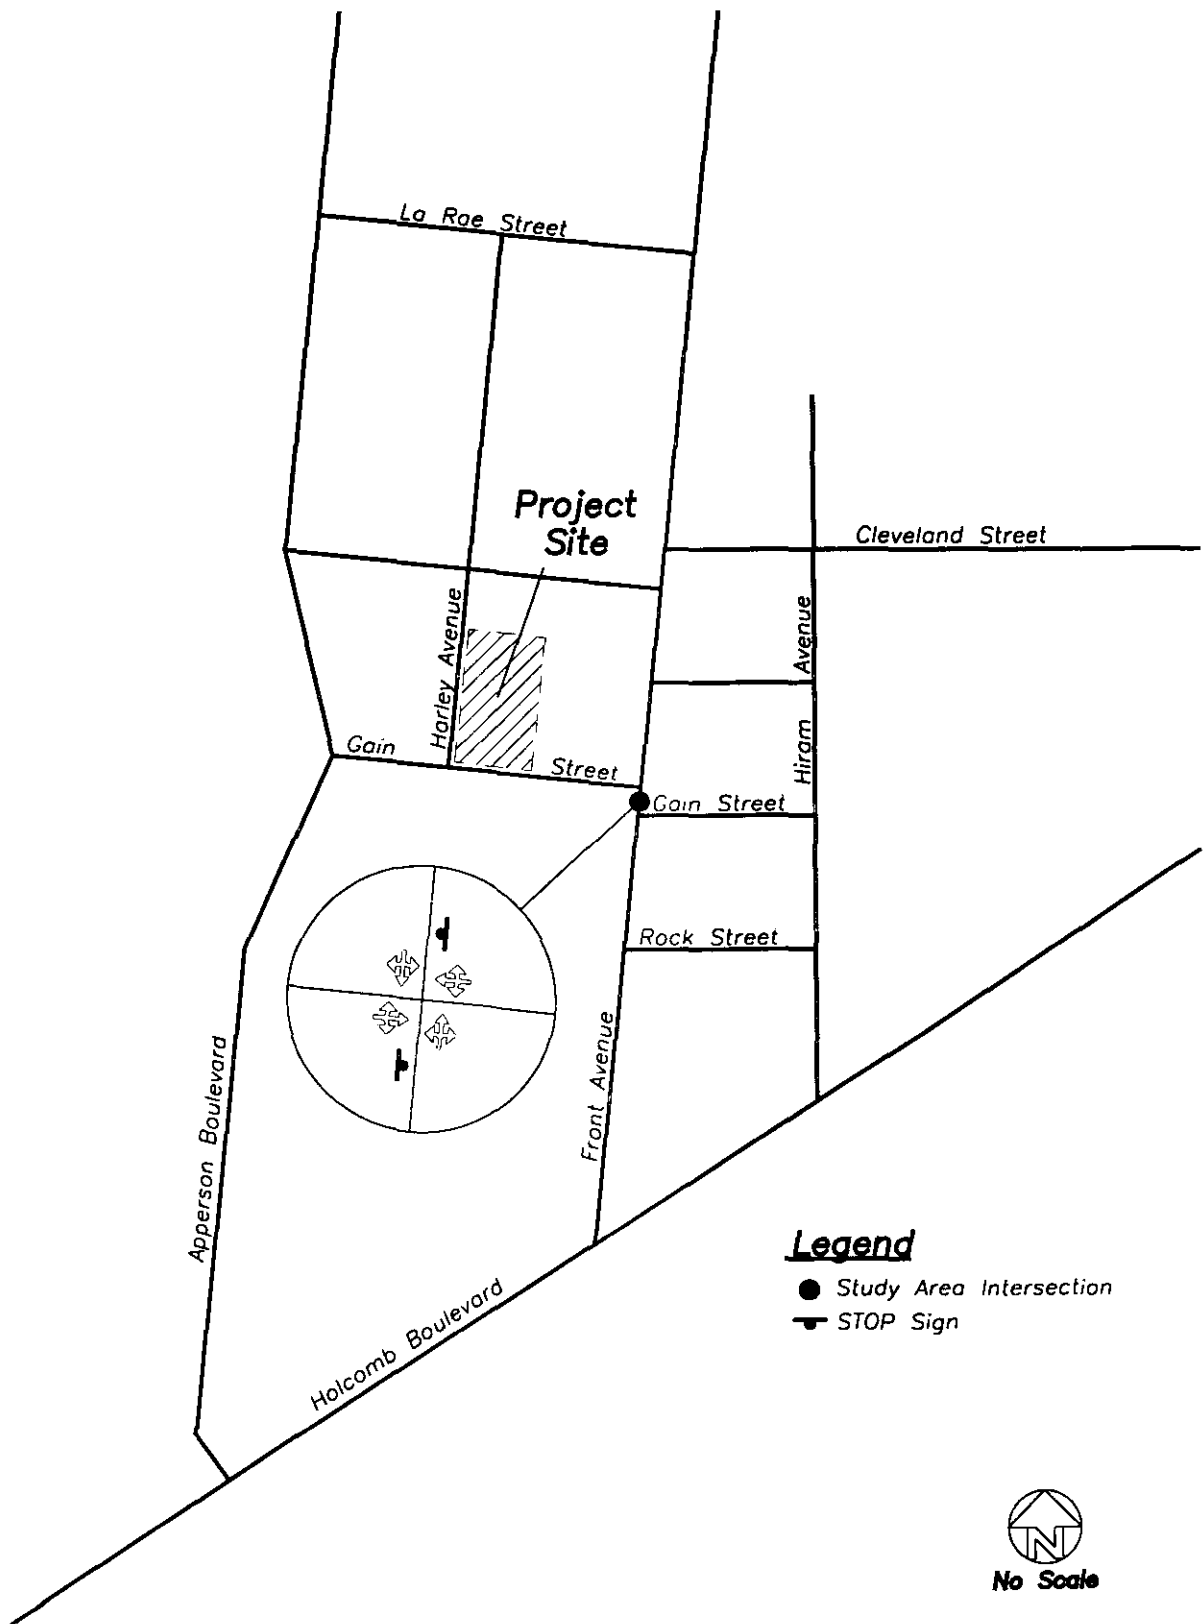 La Rae Street
Project
Site
Cleveland Street
Harley Avenue
Hiram Avenue
Gain Street
Gain Street
Rock Street
Front Avenue
Apperson Boulevard
Holcomb Boulevard
Legend
Study Area Intersection
STOP Sign
N
No Scale